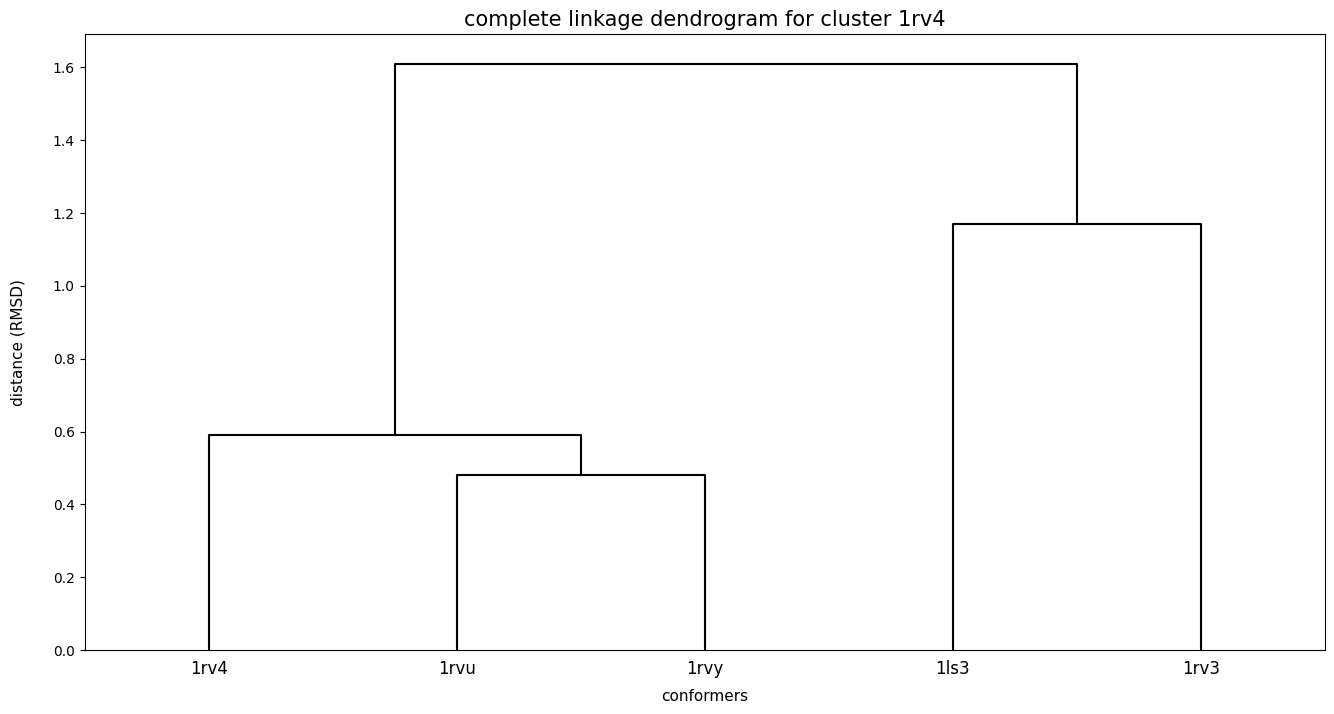 complete linkage dendrogram for cluster 1rv4
1.6
1.4
1.2
1.0
0.8
0.6
0.4
0.2
0.0
distance (RMSD)
1rv4 1rvu 1rvy 1ls3 1rv3
conformers